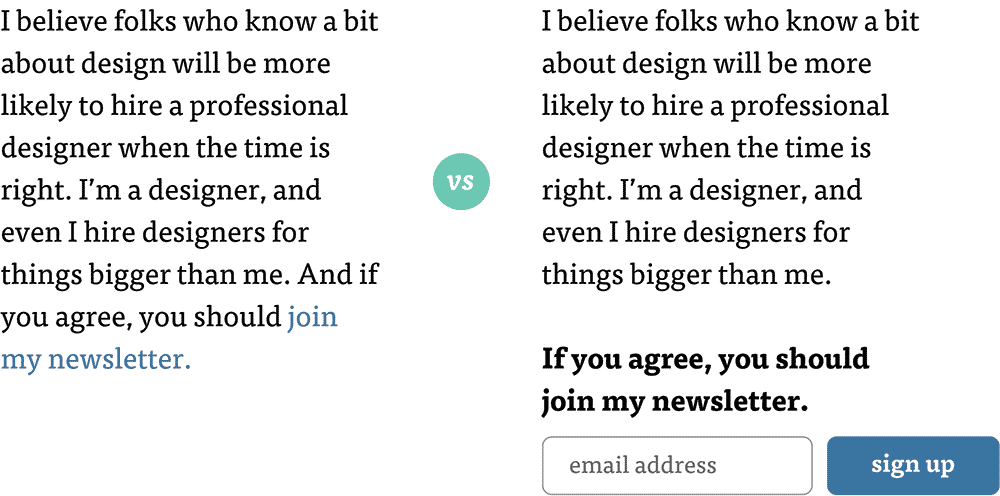 I believe folks who know a bit
about design will be more
likely to hire a professional
designer when the time is
right. I’m a designer, and
even I hire designers for
things bigger than me. And if
you agree, you should join
my newsletter.
vs
I believe folks who know a bit
about design will be more
likely to hire a professional
designer when the time is
right. I’m a designer, and
even I hire designers for
things bigger than me.
If you agree, you should
join my newsletter.
email address
sign up